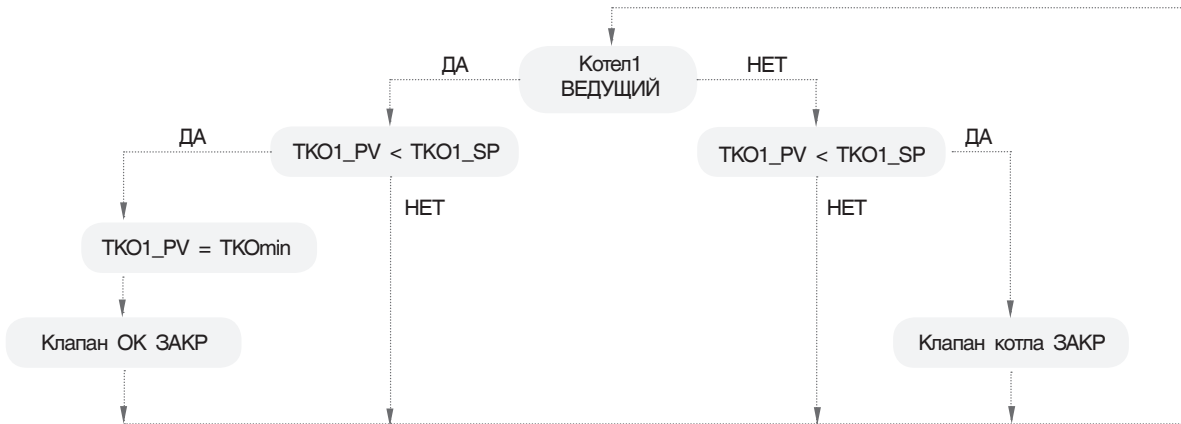 Котел1
ВЕДУЩИЙ
ДА
НЕТ
ДА
TKO1_PV < TKO1_SP
TKO1_PV < TKO1_SP
ДА
НЕТ
НЕТ
TKO1_PV = TKOmin
Клапан ОК ЗАКР
Клапан котла ЗАКР